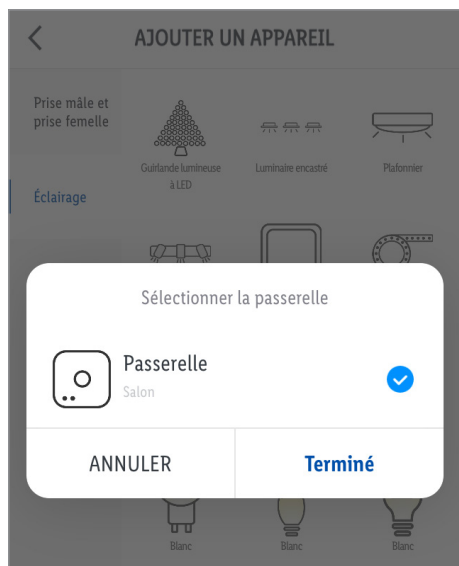 AJOUTER UN APPAREIL
Prise mâle et
prise femelle
Guirlande lumineuse
à LED
Luminaire encastré
Plafonnier
Éclairage
Sélectionner la passerelle
Passerelle
Salon
ANNULER
Terminé
Blanc
Blanc
Blanc